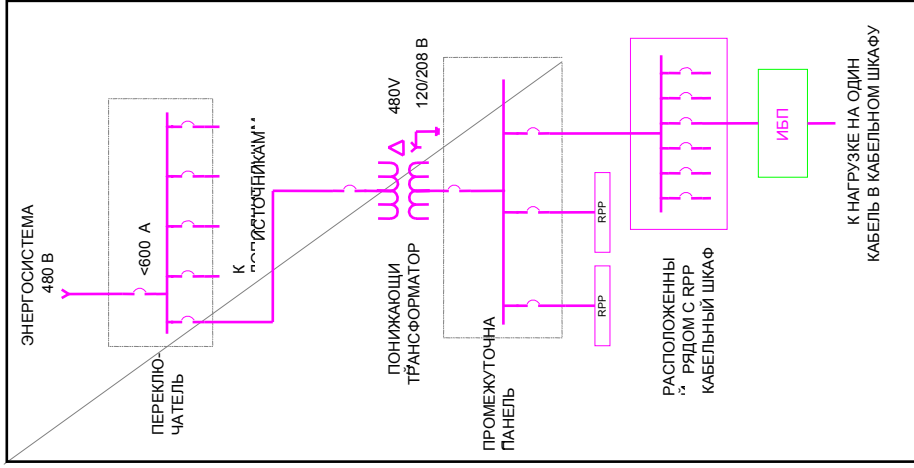 ЭНЕРГОСИСТЕМА
480 В
<600 А
ПЕРЕКЛЮ-
ЧАТЕЛЬ
К
480V
120/208 В
ПОНИЖАЮЩИ
ТРАНСФОРМАТОР
ПРОМЕЖУТОЧНА
ПАНЕЛЬ
RPP
RPP
РАСПОЛОЖЕННЫ
Й РЯДОМ С RPP
КАБЕЛЬНЫЙ ШКАФ
ИБП
К НАГРУЗКЕ НА ОДИН
КАБЕЛЬ В КАБЕЛЬНОМ ШКАФУ